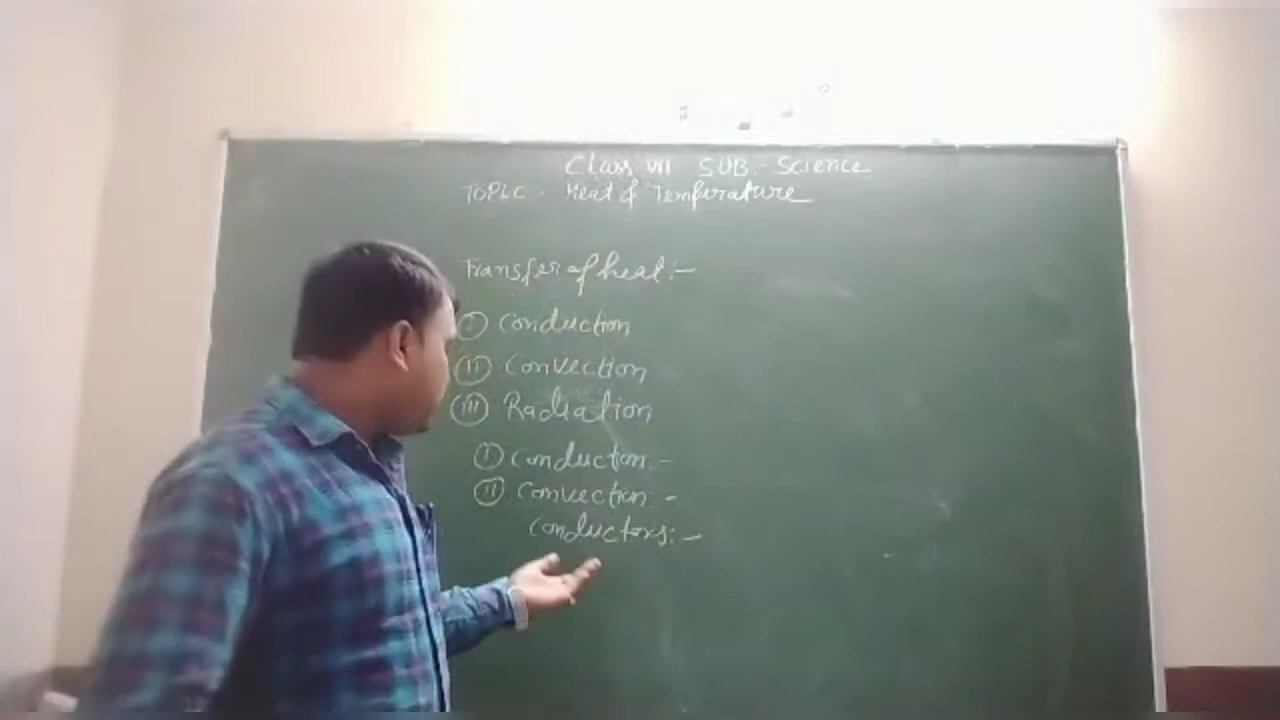 Class VII SUB.- Science
TOPIC - Heat & Temperature
Transfer of heat :-
(i) Conduction
(ii) Convection
(iii) Radiation
(i) Conduction. -
(ii) Convection -
Conductors: -